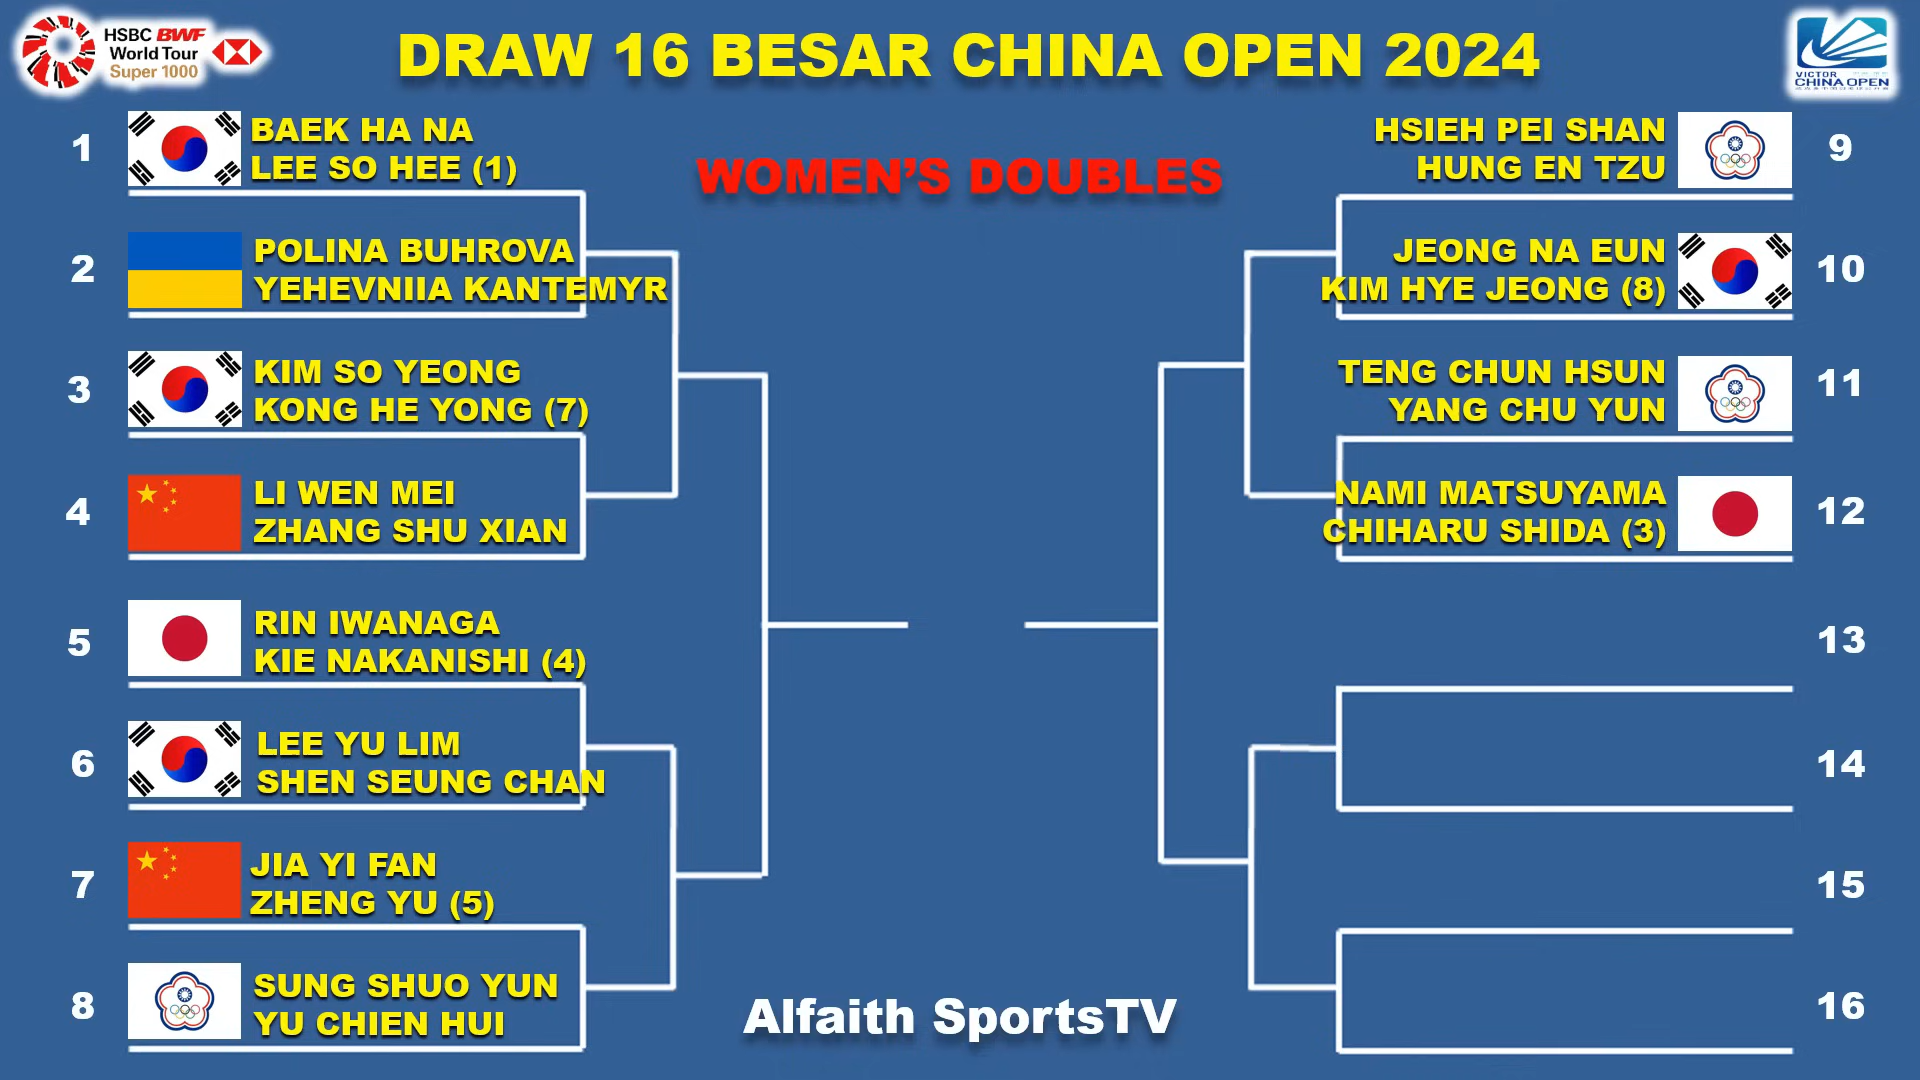 HSBC BWF
World Tour
Super 1000
DRAW 16 BESAR CHINA OPEN 2024
VICTOR
CHINA OPEN
WOMEN'S DOUBLES
1
BAEK HA NA
LEE SO HEE (1)
2
POLINA BUHROVA
YEHEVNIIA KANTEMYR
3
KIM SO YEONG
KONG HE YONG (7)
4
LI WEN MEI
ZHANG SHU XIAN
5
RIN IWANAGA
KIE NAKANISHI (4)
6
LEE YU LIM
SHEN SEUNG CHAN
7
JIA YI FAN
ZHENG YU (5)
8
SUNG SHUO YUN
YU CHIEN HUI
HSIEH PEI SHAN
HUNG EN TZU
9
JEONG NA EUN
KIM HYE JEONG (8)
10
TENG CHUN HSUN
YANG CHU YUN
11
NAMI MATSUYAMA
CHIHARU SHIDA (3)
12
13
14
15
16
Alfaith SportsTV